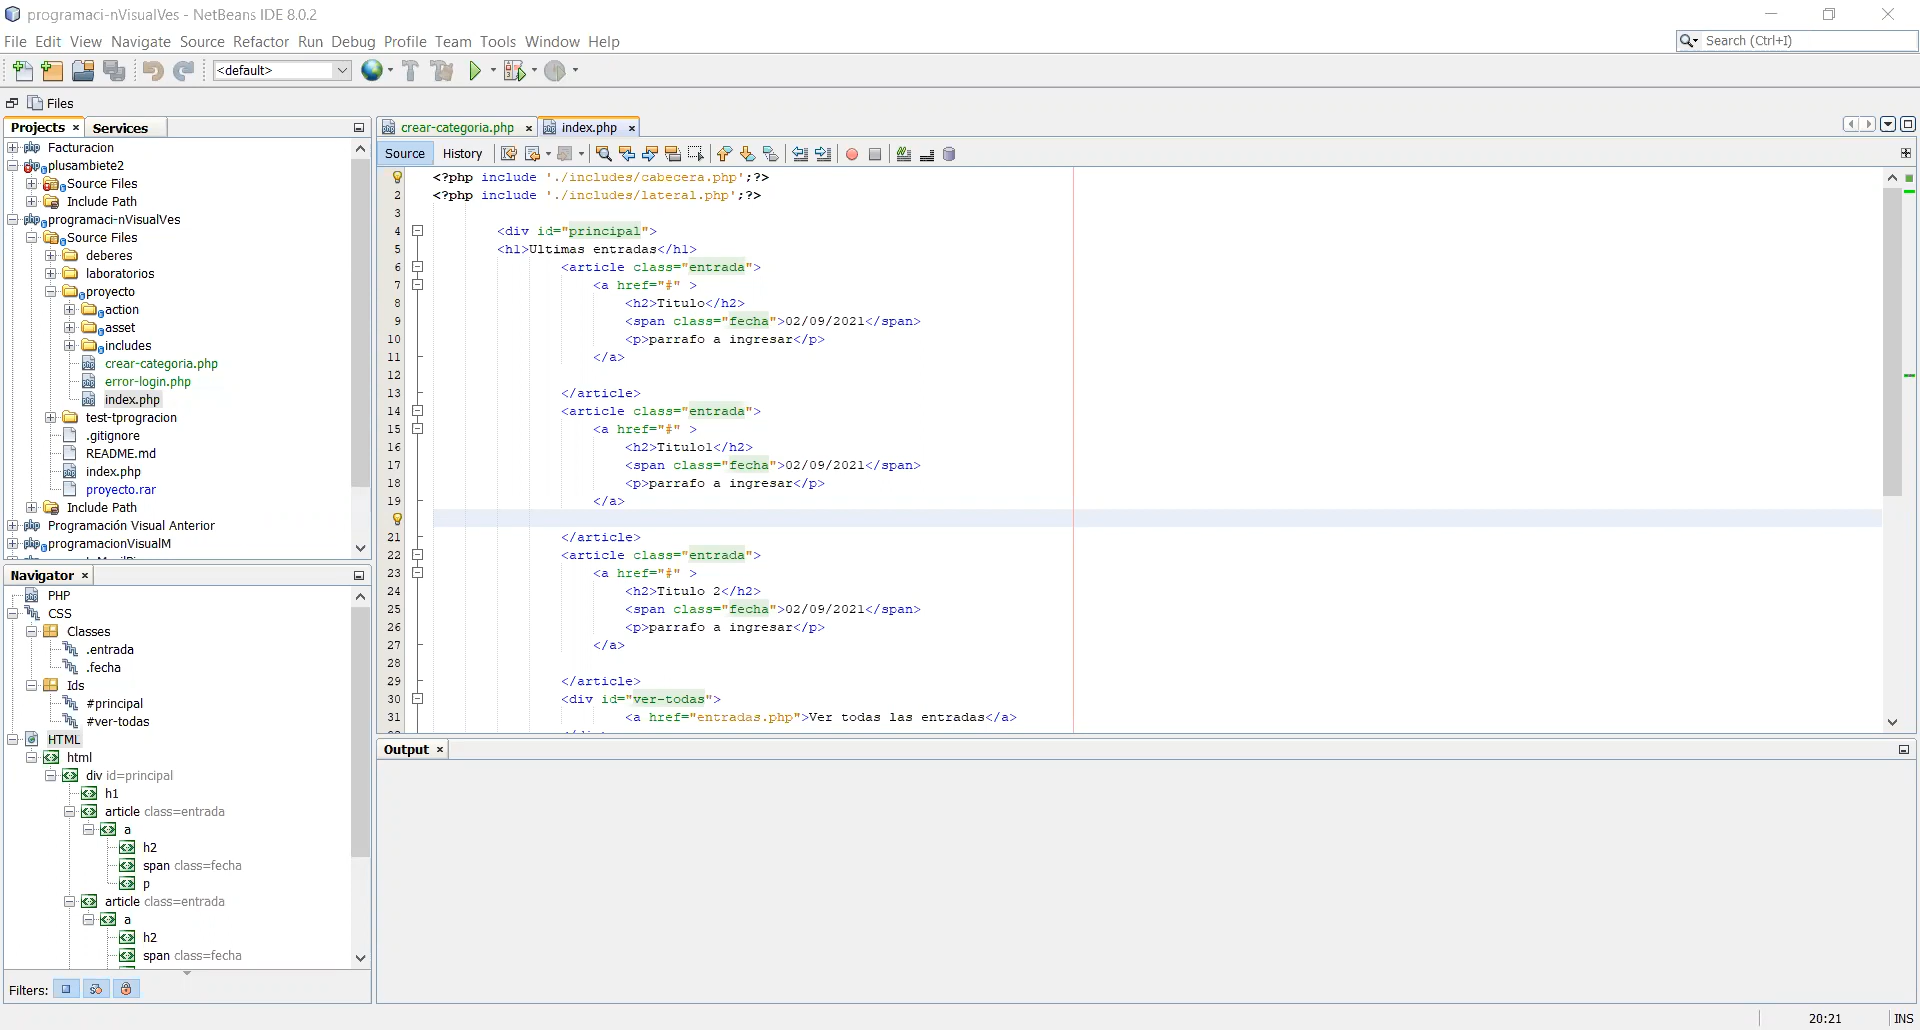 programaci-nVisualVes - NetBeans IDE 8.0.2
File Edit View Navigate Source Refactor Run Debug Profile Team Tools Window Help
Search (Ctrl+I)
<default>
Files
Projects
Services
Facturacion
plusambiete2
Source Files
Include Path
programaci-nVisualVes
Source Files
deberes
laboratorios
proyecto
action
asset
includes
crear-categoria.php
error-login.php
index.php
test-tprogracion
.gitignore
README.md
index.php
proyecto.rar
Include Path
Programación Visual Anterior
programacionVisualM
Navigator
PHP
CSS
Classes
.entrada
.fecha
Ids
#principal
#ver-todas
HTML
html
div id=principal
h1
article class=entrada
a
h2
span class=fecha
p
article class=entrada
a
h2
span class=fecha
Filters:
crear-categoria.php
index.php
Source History
<?php include './includes/cabecera.php';?>
2 <?php include './includes/lateral.php';?>
3
4 <div id="principal">
5 <h1>Ultimas entradas</h1>
6 <article class="entrada">
7 <a href="#" >
8 <h2>Titulo</h2>
9 <span class="fecha">02/09/2021</span>
10 <p>parrafo a ingresar</p>
11 </a>
12
13 </article>
14 <article class="entrada">
15 <a href="#" >
16 <h2>Titulo1</h2>
17 <span class="fecha">02/09/2021</span>
18 <p>parrafo a ingresar</p>
19 </a>
21 </article>
22 <article class="entrada">
23 <a href="#" >
24 <h2>Titulo 2</h2>
25 <span class="fecha">02/09/2021</span>
26 <p>parrafo a ingresar</p>
27 </a>
28
29 </article>
30 <div id="ver-todas">
31 <a href="entradas.php">Ver todas las entradas</a>
Output
20:21
INS